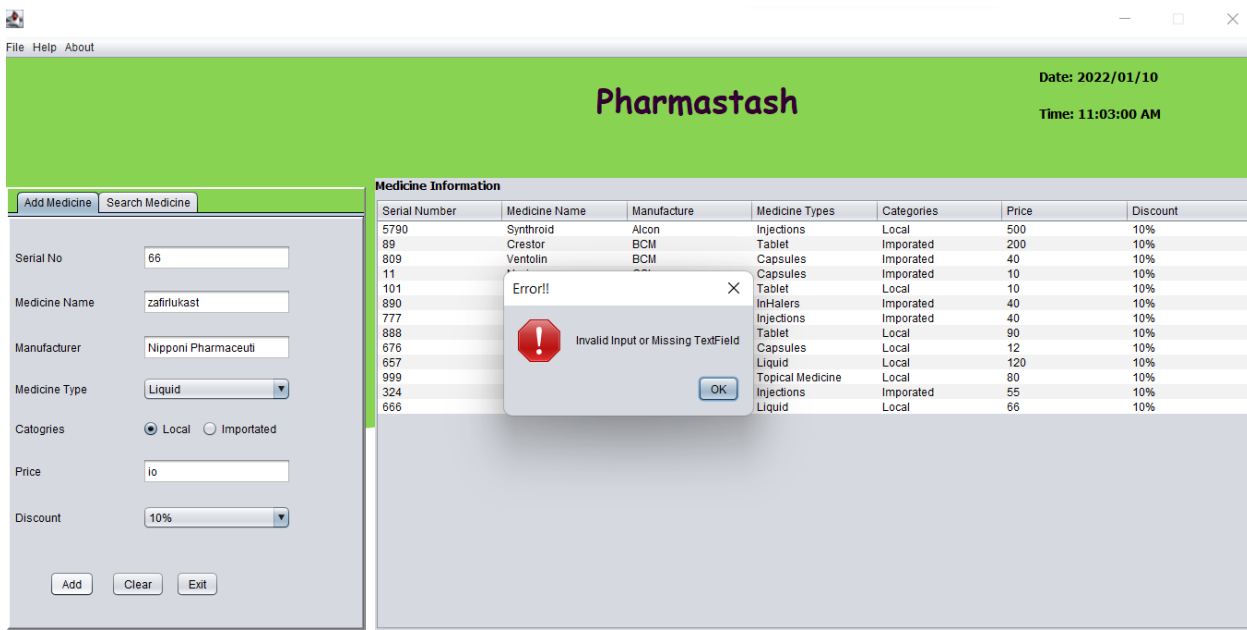 File Help About
Pharmastash
Date: 2022/01/10
Time: 11:03:00 AM
Add Medicine Search Medicine
Serial No 66
Medicine Name zafirlukast
Manufacturer Nipponi Pharmaceuti
Medicine Type Liquid
Catogries Local Importated
Price io
Discount 10%
Add Clear Exit
Medicine Information
Serial Number Medicine Name Manufacture Medicine Types Categories Price Discount
5790 Synthroid Alcon Injections Local 500 10%
89 Crestor BCM Tablet Imporated 200 10%
809 Ventolin BCM Capsules Imporated 40 10%
11 Capsules Imporated 10 10%
101 Tablet Local 10 10%
890 InHalers Imporated 40 10%
777 Injections Imporated 40 10%
888 Tablet Local 90 10%
676 Capsules Local 12 10%
657 Liquid Local 120 10%
999 Topical Medicine Local 80 10%
324 Injections Imporated 55 10%
666 Liquid Local 66 10%
Error!!
Invalid Input or Missing TextField
OK